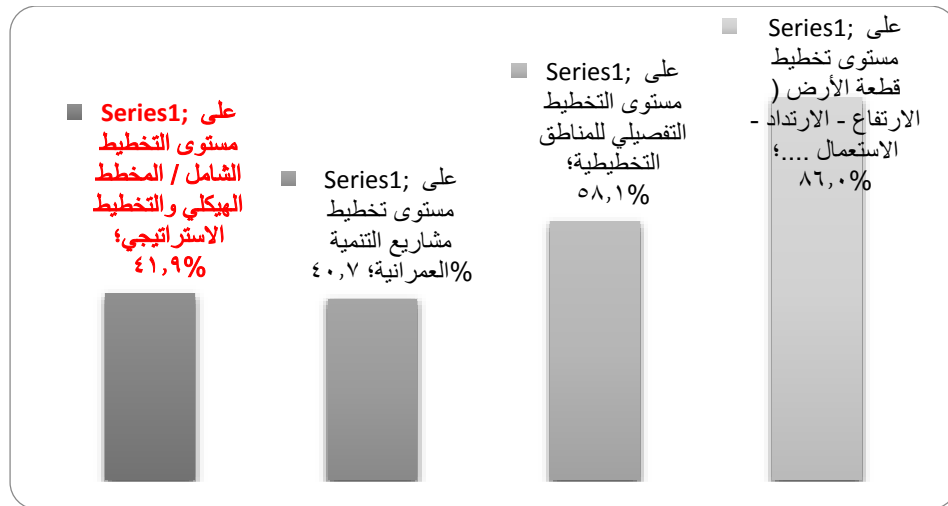 Series1; على
مستوى التخطيط
الشامل / المخطط
الهيكلي والتخطيط
الاستراتيجي؛
٤١,٩%
Series1; على
مستوى تخطيط
مشاريع التنمية
العمرانية؛ ٤٠,٧%
Series1; على
مستوى التخطيط
التفصيلي للمناطق
التخطيطية؛
٥٨,١%
Series1; على
مستوى تخطيط
قطعة الأرض (
الارتفاع - الارتداد -
الاستعمال ....؛
٨٦,٠%